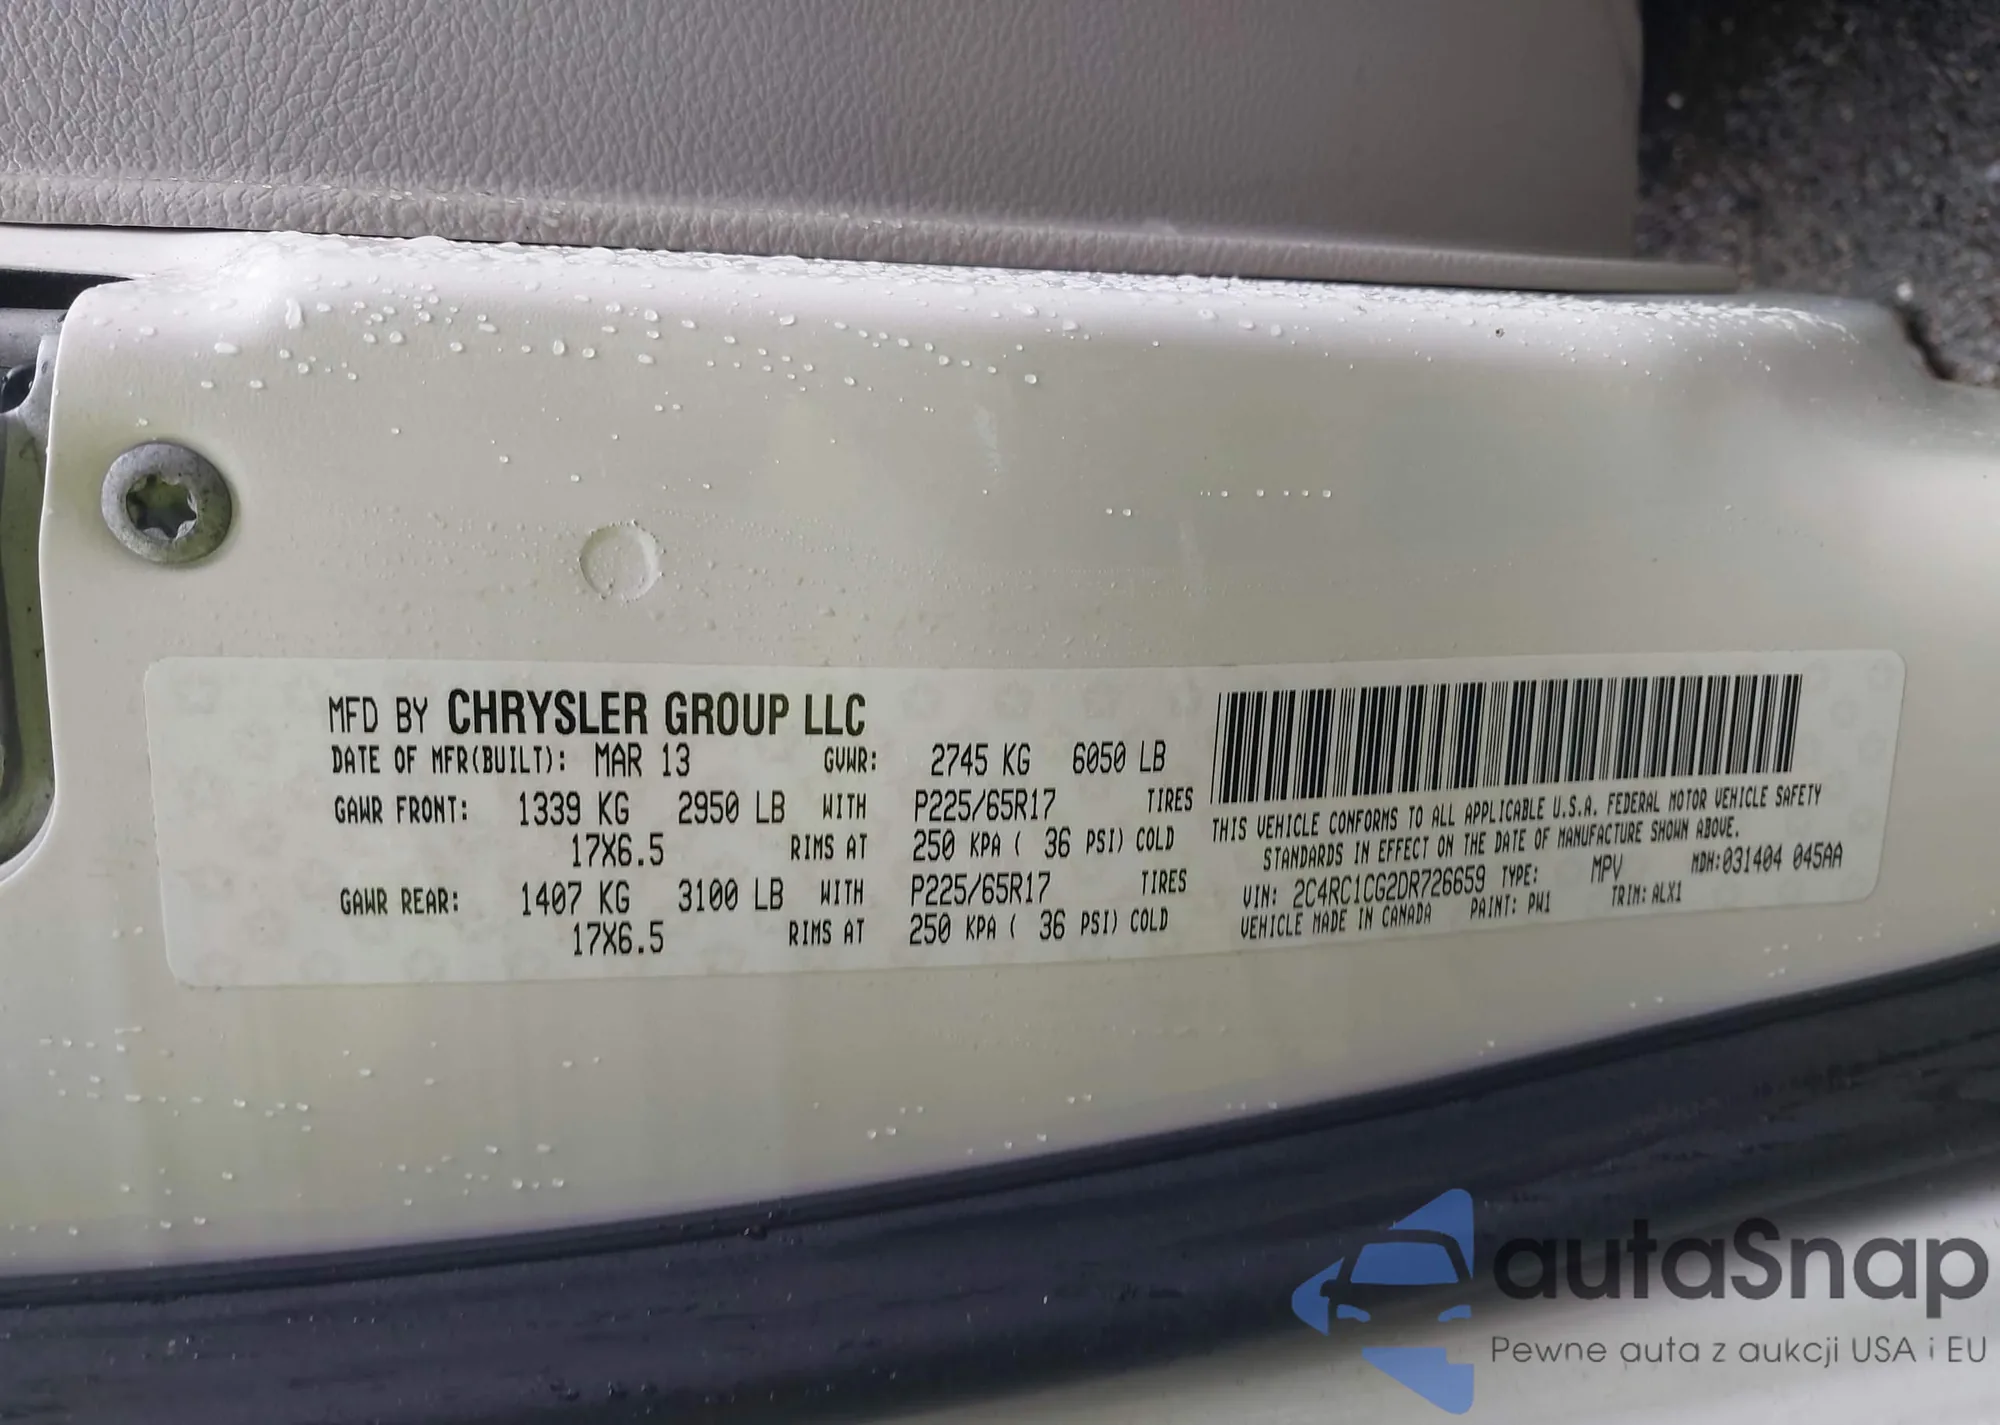 MFD BY CHRYSLER GROUP LLC
DATE OF MFR(BUILT): MAR 13 GVWR: 2745 KG 6050 LB
GAWR FRONT: 1339 KG 2950 LB WITH P225/65R17 TIRES
17X6.5 RIMS AT 250 KPA ( 36 PSI) COLD
GAWR REAR: 1407 KG 3100 LB WITH P225/65R17 TIRES
17X6.5 RIMS AT 250 KPA ( 36 PSI) COLD
THIS VEHICLE CONFORMS TO ALL APPLICABLE U.S.A. FEDERAL MOTOR VEHICLE SAFETY
STANDARDS IN EFFECT ON THE DATE OF MANUFACTURE SHOWN ABOVE.
VIN: 2C4RC1CG2DR726659 TYPE: MPV MDH:031404 045AA
VEHICLE MADE IN CANADA PAINT: PW1 TRIM: ALX1
autaSnap
Pewne auta z aukcji USA i EU